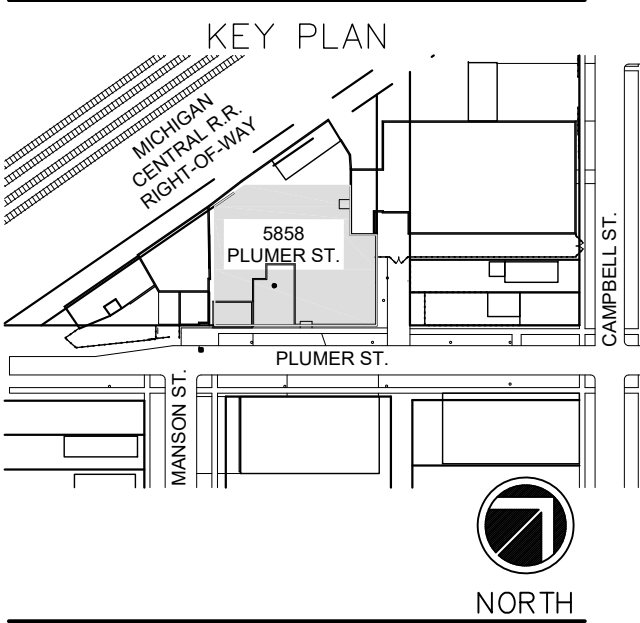 KEY PLAN
MICHIGAN
CENTRAL R.R.
RIGHT-OF-WAY
5858
PLUMER ST.
CAMPBELL ST.
PLUMER ST.
MANSON ST.
NORTH